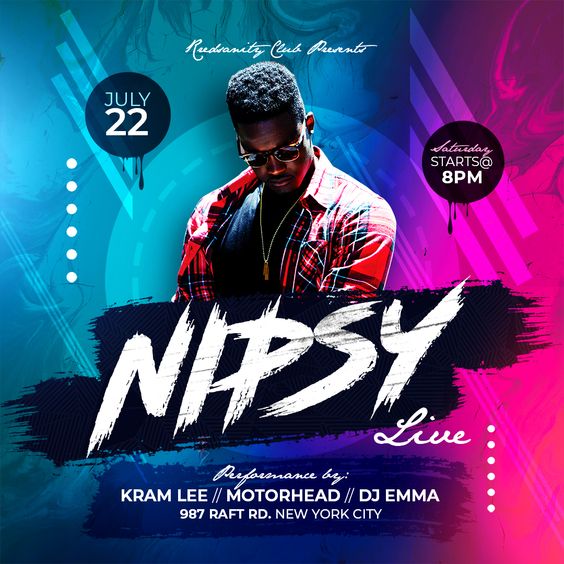 Reedsanity Club Presents
JULY
22
Saturday
STARTS@
8PM
NIPSY
Live
Performance by:
KRAM LEE // MOTORHEAD // DJ EMMA
987 RAFT RD. NEW YORK CITY